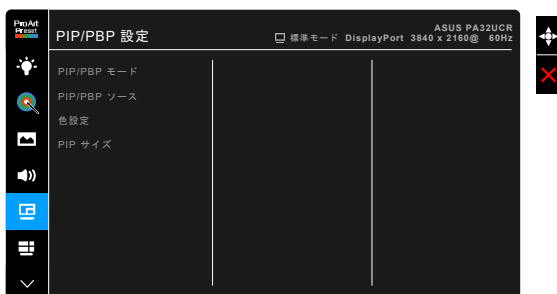 ProArt
Preset
PIP/PBP 設定
ASUS PA32UCR
標準モード DisplayPort 3840 x 2160@ 60Hz
PIP/PBP モード
PIP/PBP ソース
色設定
PIP サイズ